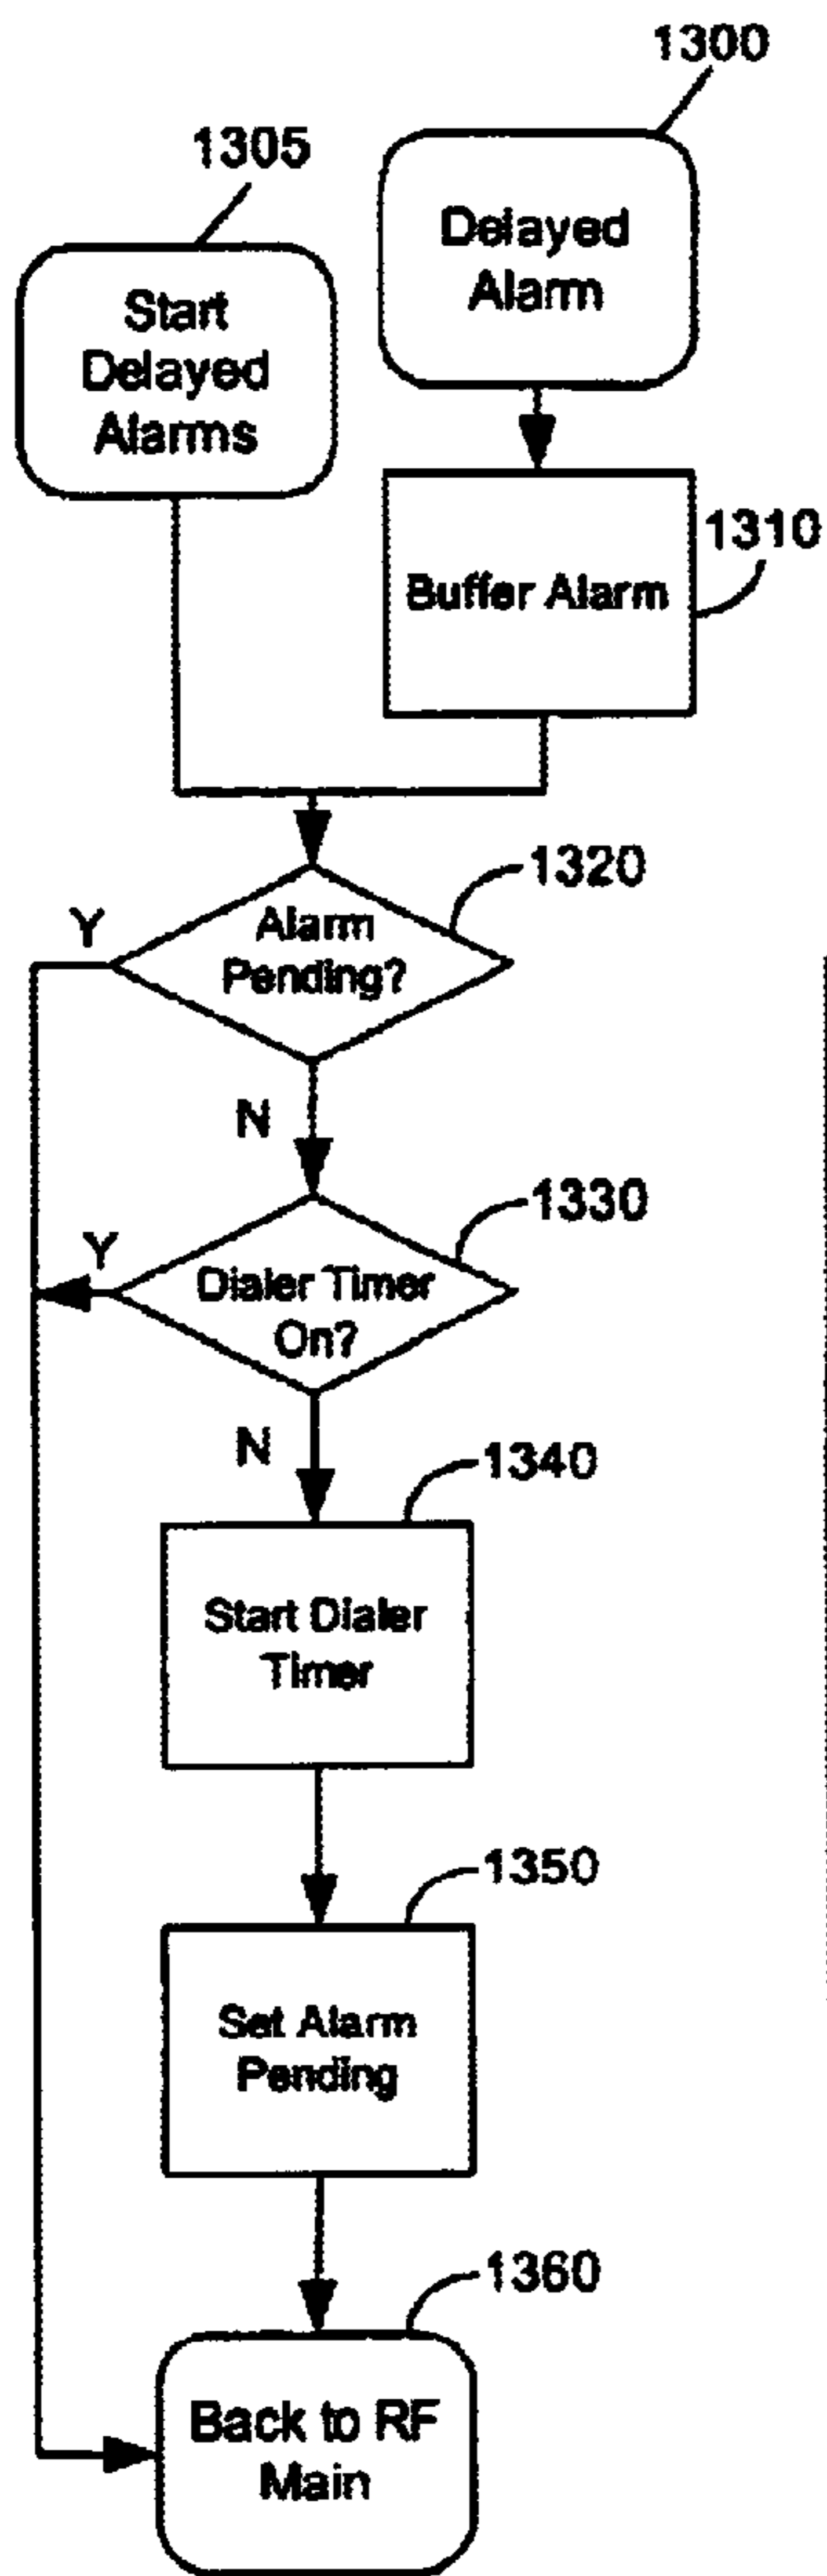 1300
1305
Delayed
Alarm
Start
Delayed
Alarms
1310
Buffer Alarm
1320
Y
Alarm
Pending?
N
1330
Y
Dialer Timer
On?
N
1340
Start Dialer
Timer
1350
Set Alarm
Pending
1360
Back to RF
Main